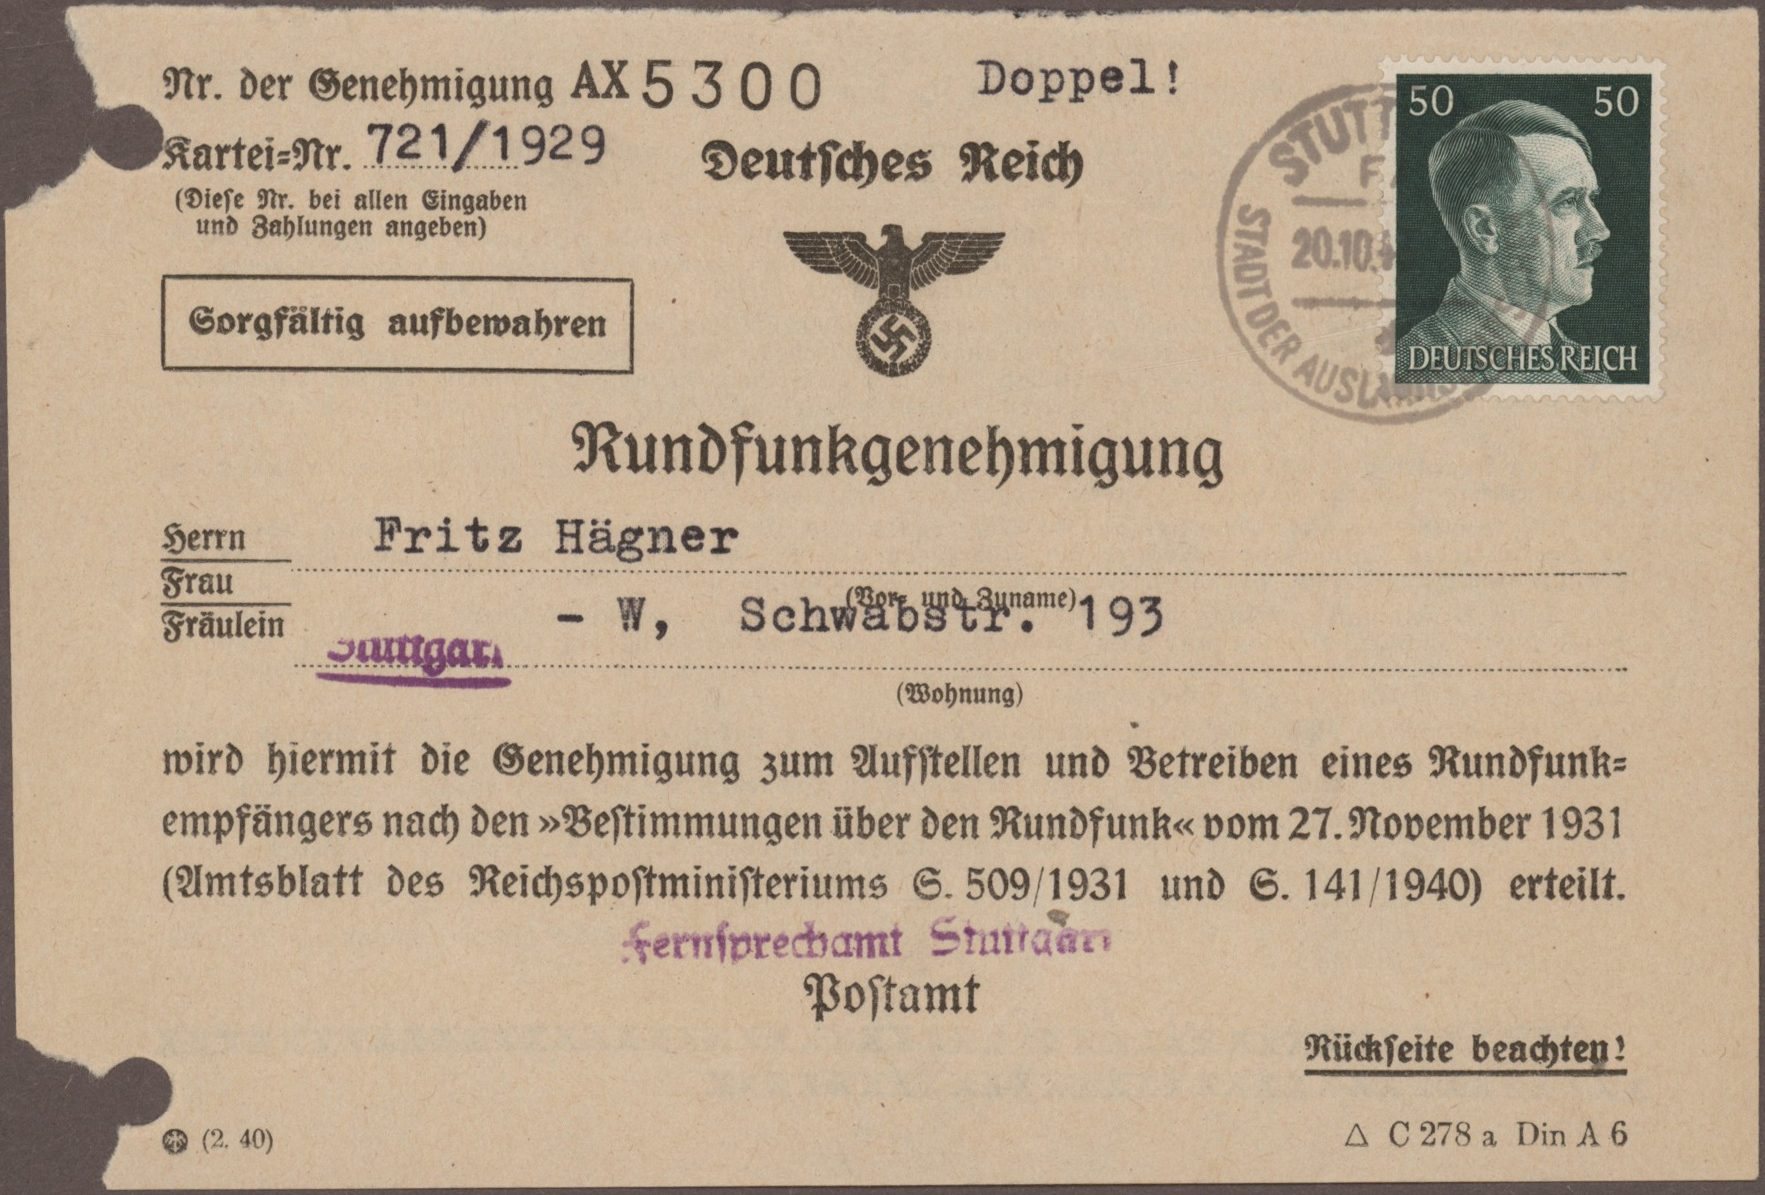 Nr. der Genehmigung AX 5300
Doppel!
Kartei=Nr. 721/1929
(Diese Nr. bei allen Eingaben
und Zahlungen angeben)
Deutsches Reich
50 50
DEUTSCHES REICH
20.10.
STADT DER
Sorgfältig aufbewahren
Rundfunkgenehmigung
Herrn
Frau
Fräulein
Fritz Hägner
(Vor- und Zuname)
Stuttgart - W, Schwabstr. 193
(Wohnung)
wird hiermit die Genehmigung zum Aufstellen und Betreiben eines Rundfunk=
empfängers nach den »Bestimmungen über den Rundfunk« vom 27. November 1931
(Amtsblatt des Reichspostministeriums S. 509/1931 und S. 141/1940) erteilt.
Fernsprechamt Stuttgart
Postamt
Rückseite beachten!
(2. 40)
△ C 278 a Din A 6